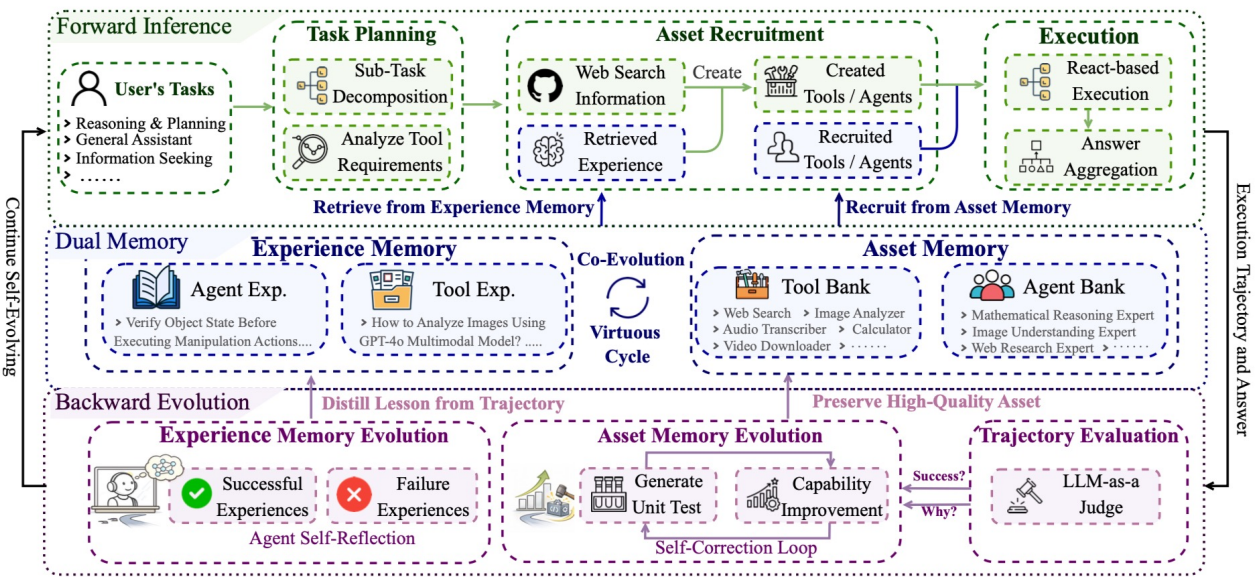 Forward Inference
User's Tasks
> Reasoning & Planning
> General Assistant
> Information Seeking
> ......
Task Planning
Sub-Task
Decomposition
Analyze Tool
Requirements
Asset Recruitment
Web Search
Information
Retrieved
Experience
Create
Created
Tools / Agents
Recruited
Tools / Agents
Execution
React-based
Execution
Answer
Aggregation
Retrieve from Experience Memory
Recruit from Asset Memory
Continue Self-Evolving
Execution Trajectory and Answer
Dual Memory
Experience Memory
Agent Exp.
> Verify Object State Before
Executing Manipulation Actions....
Tool Exp.
> How to Analyze Images Using
GPT-4o Multimodal Model? .....
Co-Evolution
Virtuous
Cycle
Asset Memory
Tool Bank
> Web Search > Image Analyzer
> Audio Transcriber > Calculator
> Video Downloader > ······
Agent Bank
> Mathematical Reasoning Expert
> Image Understanding Expert
> Web Research Expert > ······
Backward Evolution
Distill Lesson from Trajectory
Preserve High-Quality Asset
Experience Memory Evolution
Successful
Experiences
Failure
Experiences
Agent Self-Reflection
Asset Memory Evolution
Generate
Unit Test
Capability
Improvement
Self-Correction Loop
Success?
Why?
Trajectory Evaluation
LLM-as-a
Judge